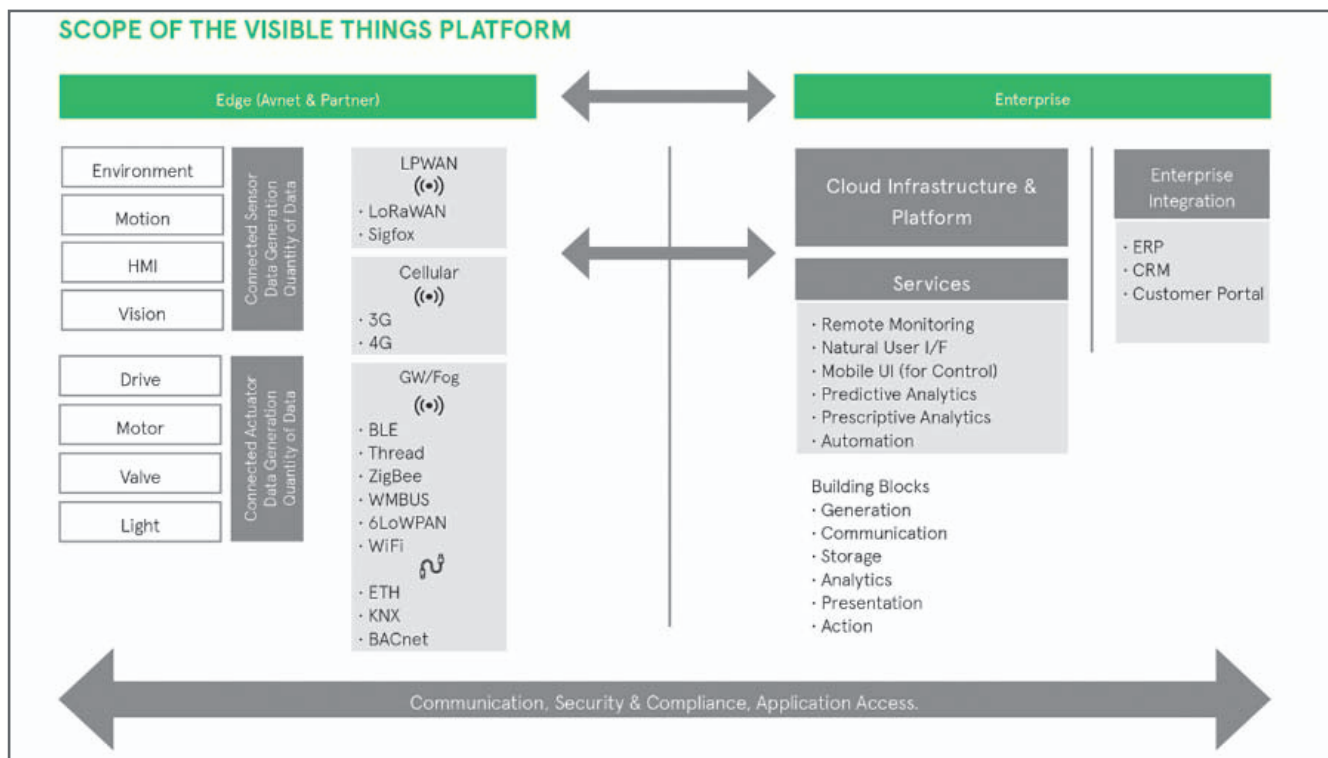 SCOPE OF THE VISIBLE THINGS PLATFORM
Edge (Avnet & Partner)
Enterprise
Environment
Motion
HMI
Vision
Connected Sensor
Data Generation
Quantity of Data
Drive
Motor
Valve
Light
Connected Actuator
Data Generation
Quantity of Data
LPWAN
· LoRaWAN
· Sigfox
Cellular
· 3G
· 4G
GW/Fog
· BLE
· Thread
· ZigBee
· WMBUS
· 6LoWPAN
· WiFi
· ETH
· KNX
· BACnet
Cloud Infrastructure &
Platform
Services
· Remote Monitoring
· Natural User I/F
· Mobile UI (for Control)
· Predictive Analytics
· Prescriptive Analytics
· Automation
Building Blocks
· Generation
· Communication
· Storage
· Analytics
· Presentation
· Action
Enterprise
Integration
· ERP
· CRM
· Customer Portal
Communication, Security & Compliance, Application Access.